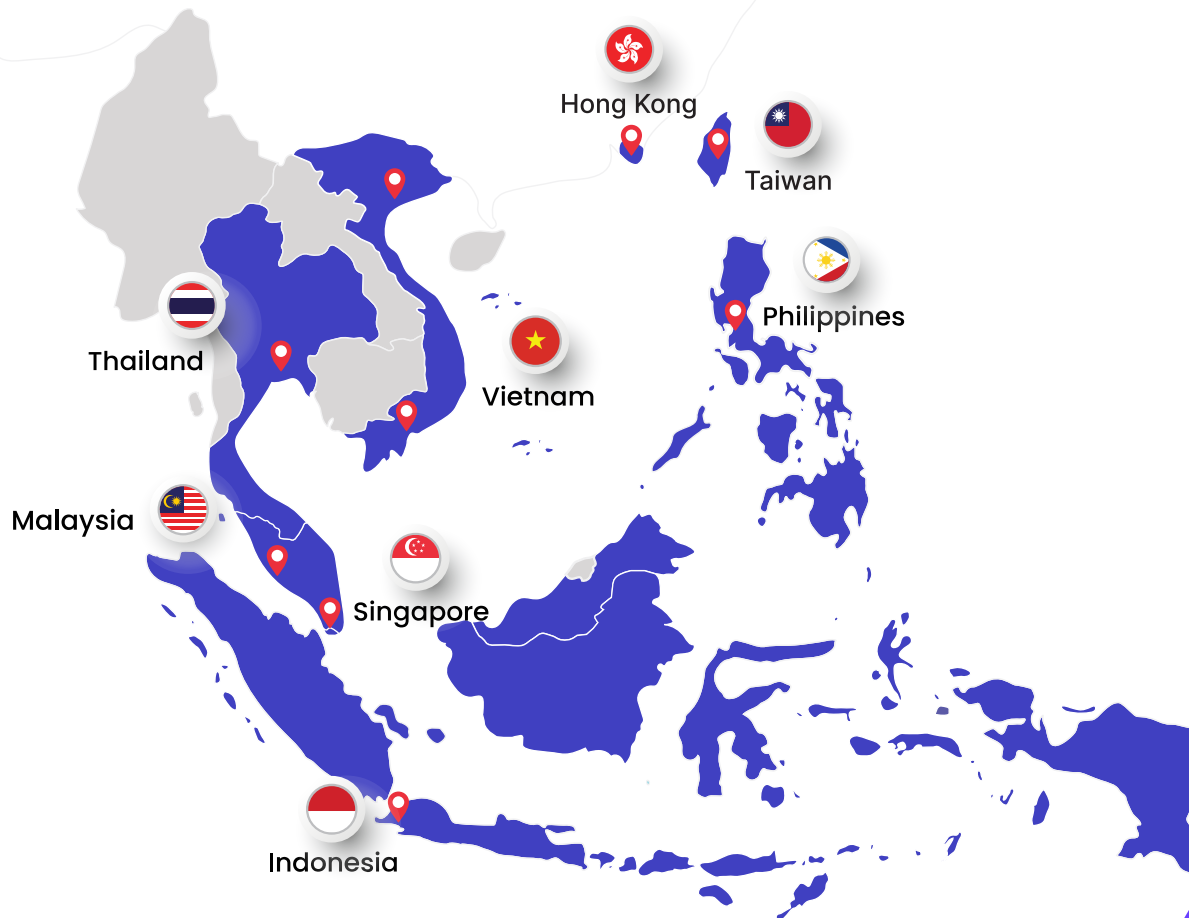 Hong Kong
Taiwan
Philippines
Thailand
Vietnam
Malaysia
Singapore
Indonesia